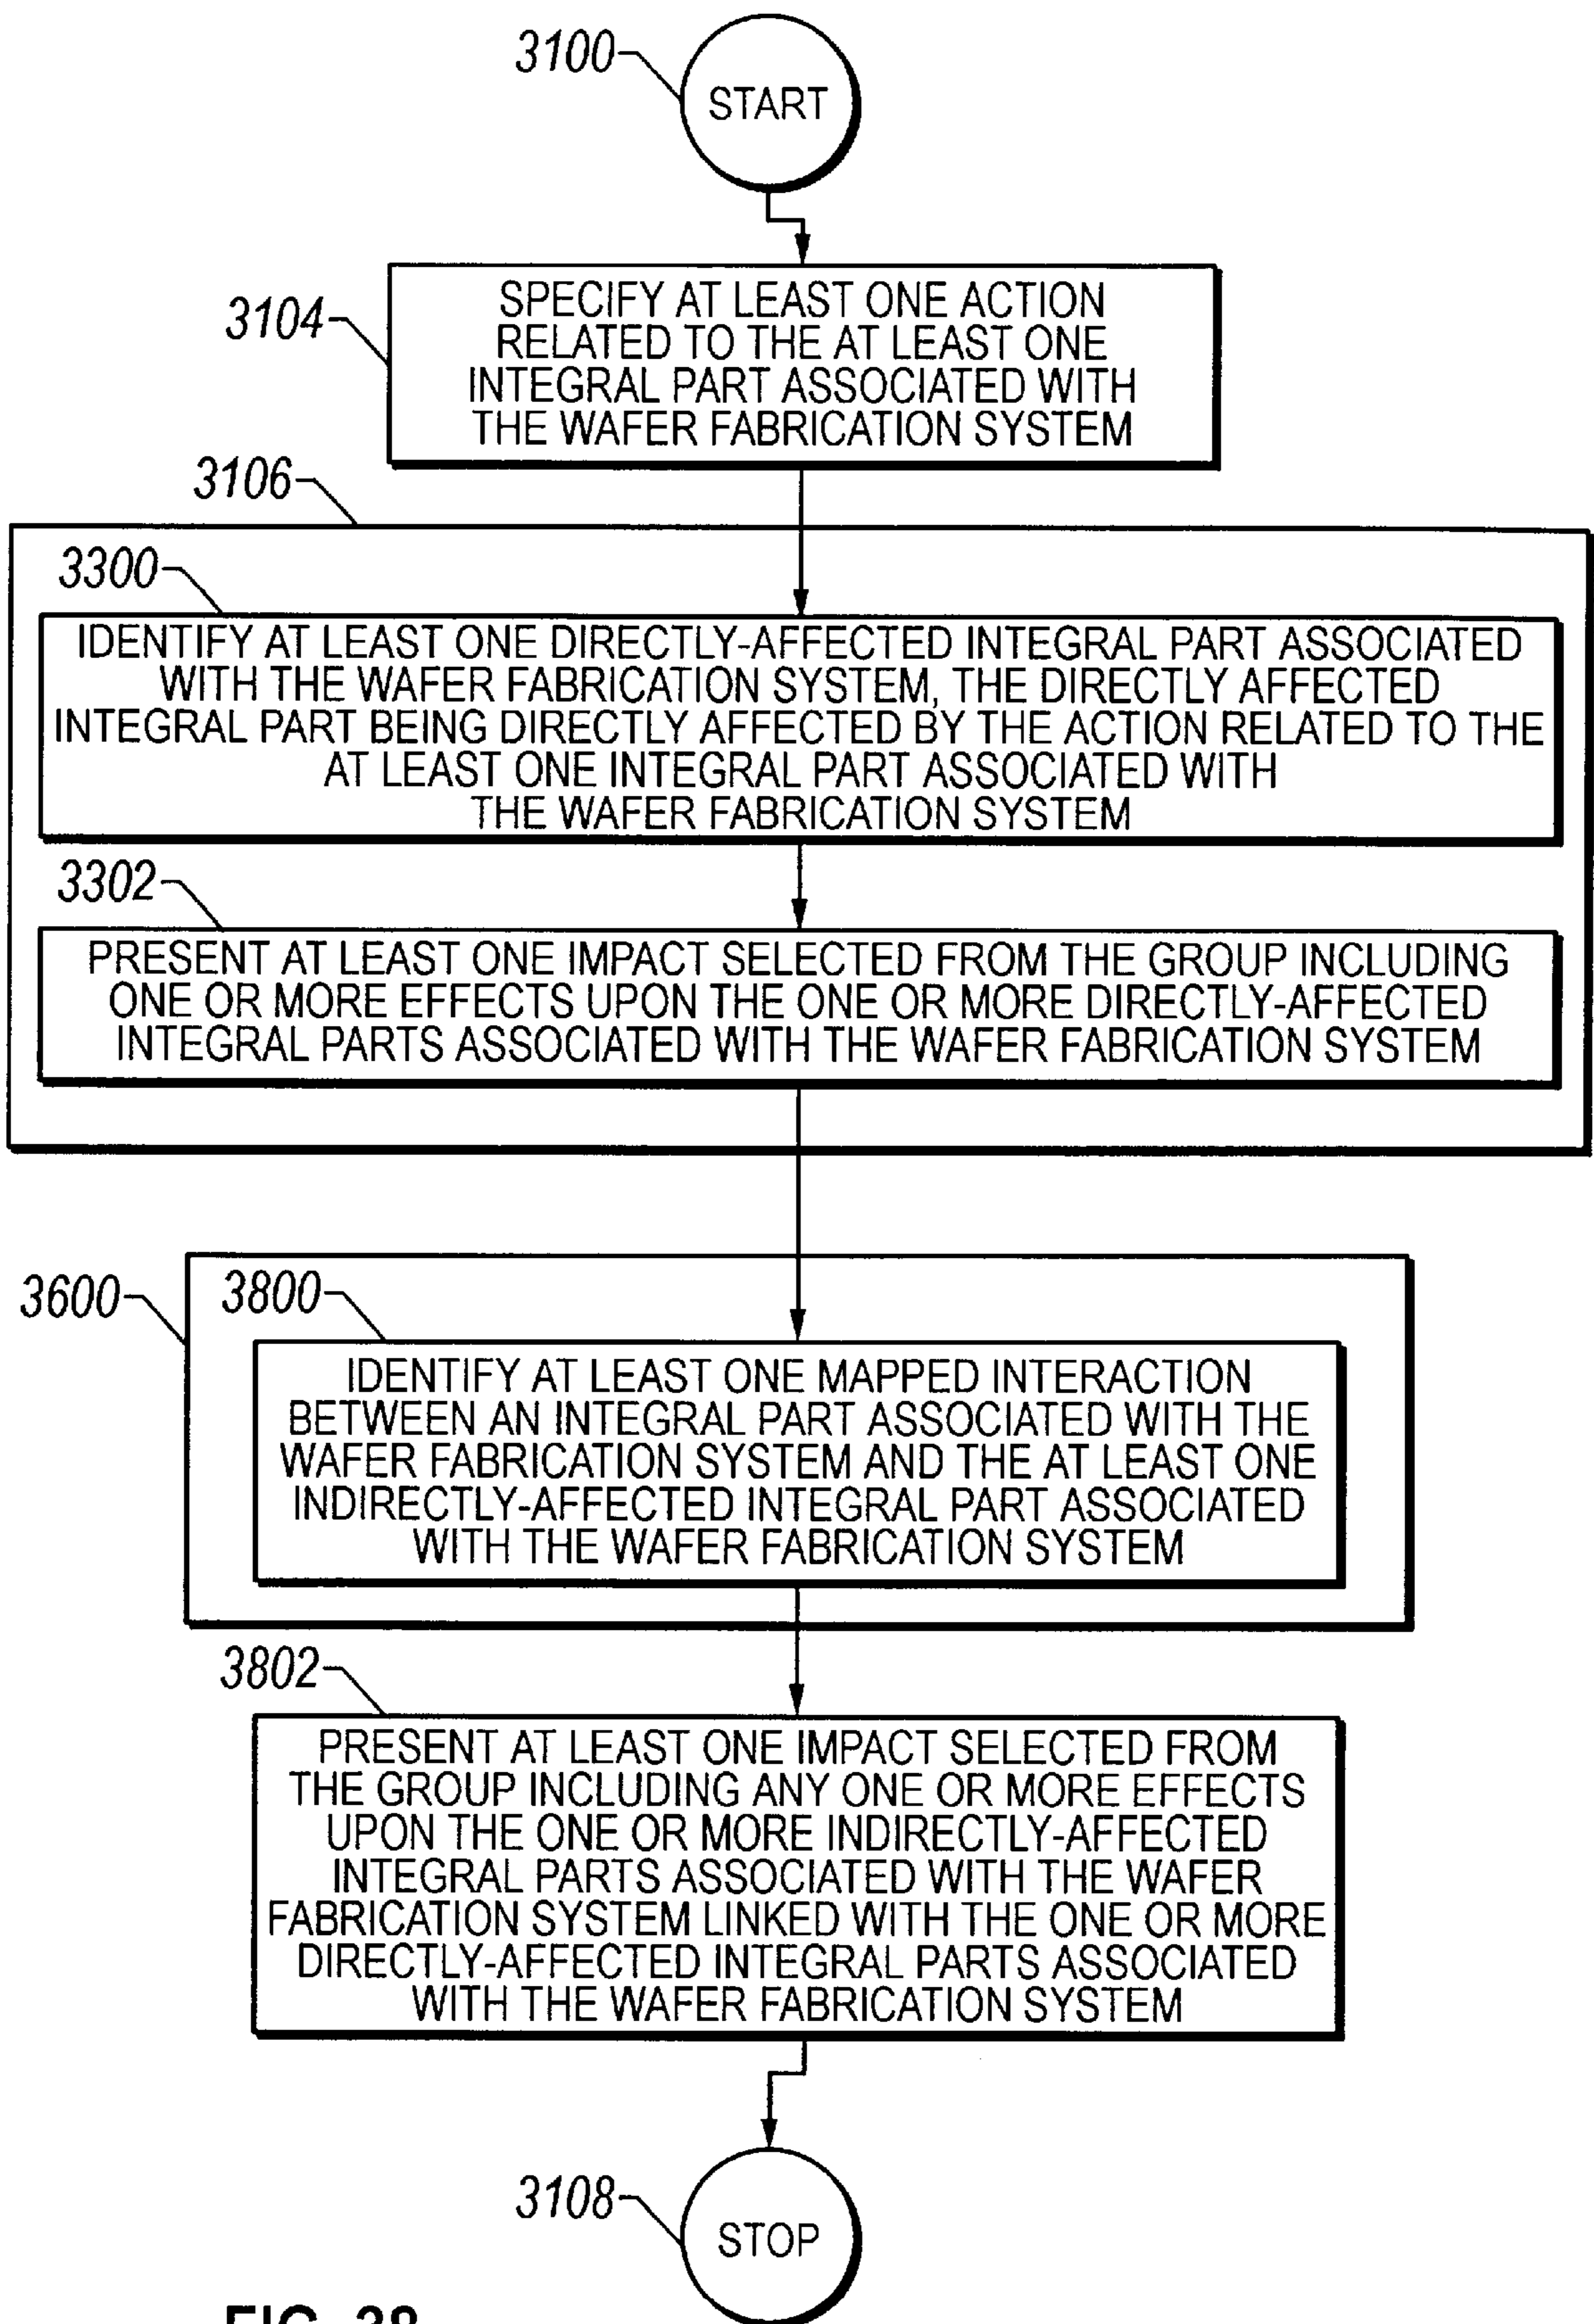 3100
START
3104
SPECIFY AT LEAST ONE ACTION
RELATED TO THE AT LEAST ONE
INTEGRAL PART ASSOCIATED WITH
THE WAFER FABRICATION SYSTEM
3106
3300
IDENTIFY AT LEAST ONE DIRECTLY-AFFECTED INTEGRAL PART ASSOCIATED
WITH THE WAFER FABRICATION SYSTEM, THE DIRECTLY AFFECTED
INTEGRAL PART BEING DIRECTLY AFFECTED BY THE ACTION RELATED TO THE
AT LEAST ONE INTEGRAL PART ASSOCIATED WITH
THE WAFER FABRICATION SYSTEM
3302
PRESENT AT LEAST ONE IMPACT SELECTED FROM THE GROUP INCLUDING
ONE OR MORE EFFECTS UPON THE ONE OR MORE DIRECTLY-AFFECTED
INTEGRAL PARTS ASSOCIATED WITH THE WAFER FABRICATION SYSTEM
3600
3800
IDENTIFY AT LEAST ONE MAPPED INTERACTION
BETWEEN AN INTEGRAL PART ASSOCIATED WITH THE
WAFER FABRICATION SYSTEM AND THE AT LEAST ONE
INDIRECTLY-AFFECTED INTEGRAL PART ASSOCIATED
WITH THE WAFER FABRICATION SYSTEM
3802
PRESENT AT LEAST ONE IMPACT SELECTED FROM
THE GROUP INCLUDING ANY ONE OR MORE EFFECTS
UPON THE ONE OR MORE INDIRECTLY-AFFECTED
INTEGRAL PARTS ASSOCIATED WITH THE WAFER
FABRICATION SYSTEM LINKED WITH THE ONE OR MORE
DIRECTLY-AFFECTED INTEGRAL PARTS ASSOCIATED
WITH THE WAFER FABRICATION SYSTEM
3108
STOP
FIG. 38